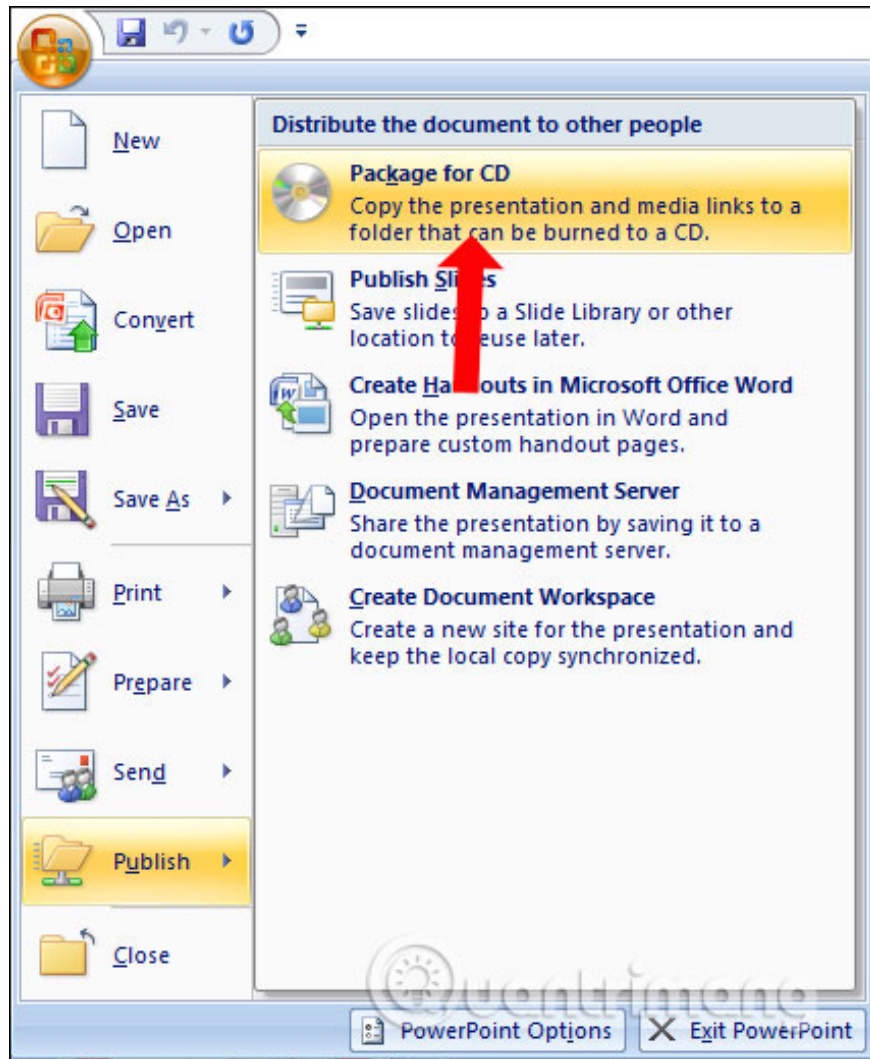 New
Open
Convert
Save
Save As
Print
Prepare
Send
Publish
Close
Distribute the document to other people
Package for CD
Copy the presentation and media links to a
folder that can be burned to a CD.
Publish Slides
Save slides to a Slide Library or other
location to reuse later.
Create Handouts in Microsoft Office Word
Open the presentation in Word and
prepare custom handout pages.
Document Management Server
Share the presentation by saving it to a
document management server.
Create Document Workspace
Create a new site for the presentation and
keep the local copy synchronized.
Quantrimang
PowerPoint Options
Exit PowerPoint